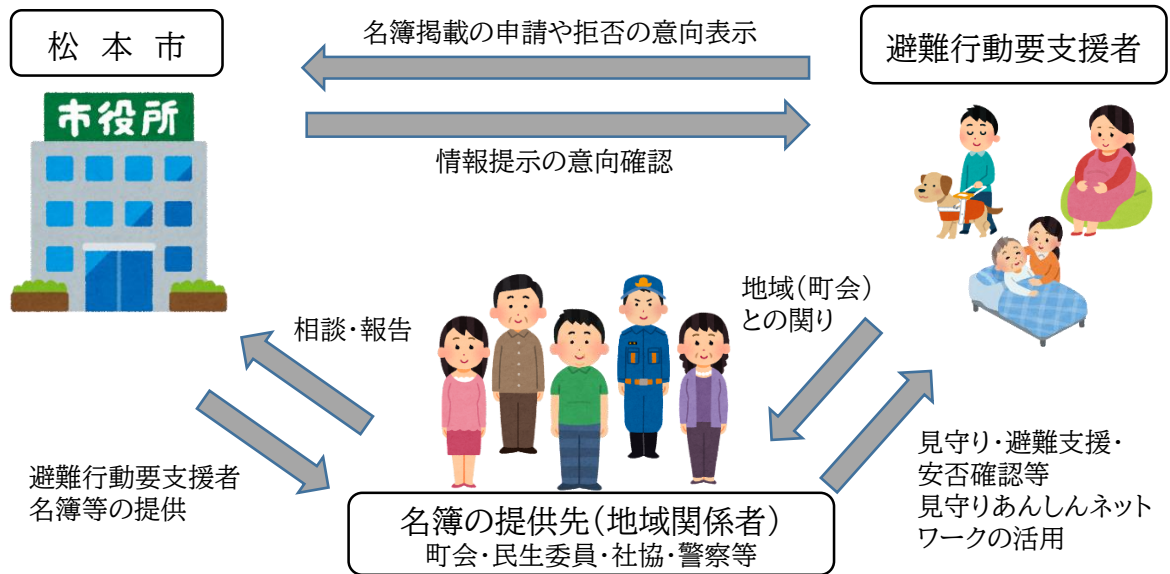 松本市
名簿掲載の申請や拒否の意向表示
避難行動要支援者
市役所
情報提示の意向確認
相談・報告
地域(町会)
との関り
避難行動要支援者
名簿等の提供
見守り・避難支援・
安否確認等
見守りあんしんネット
ワークの活用
名簿の提供先(地域関係者)
町会・民生委員・社協・警察等